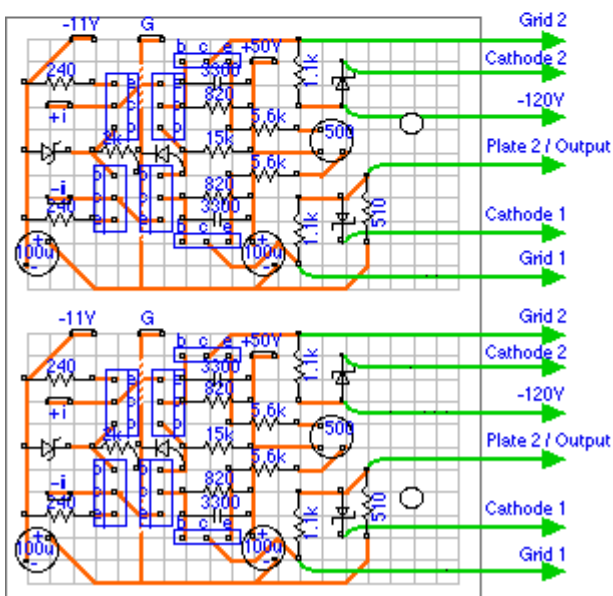 -11V G Grid 2
b c e +50V
240 3300 1.1k Cathode 2
+i 820
5.6k 500 -120V
2k 15k
5.6k Plate 2 / Output
-i 820
240 3300 1.1k 510 Cathode 1
b c e
100u 100u Grid 1
-11V G Grid 2
b c e +50V
240 3300 1.1k Cathode 2
+i 820
5.6k 500 -120V
2k 15k
5.6k Plate 2 / Output
-i 820
240 3300 1.1k 510 Cathode 1
b c e
100u 100u Grid 1